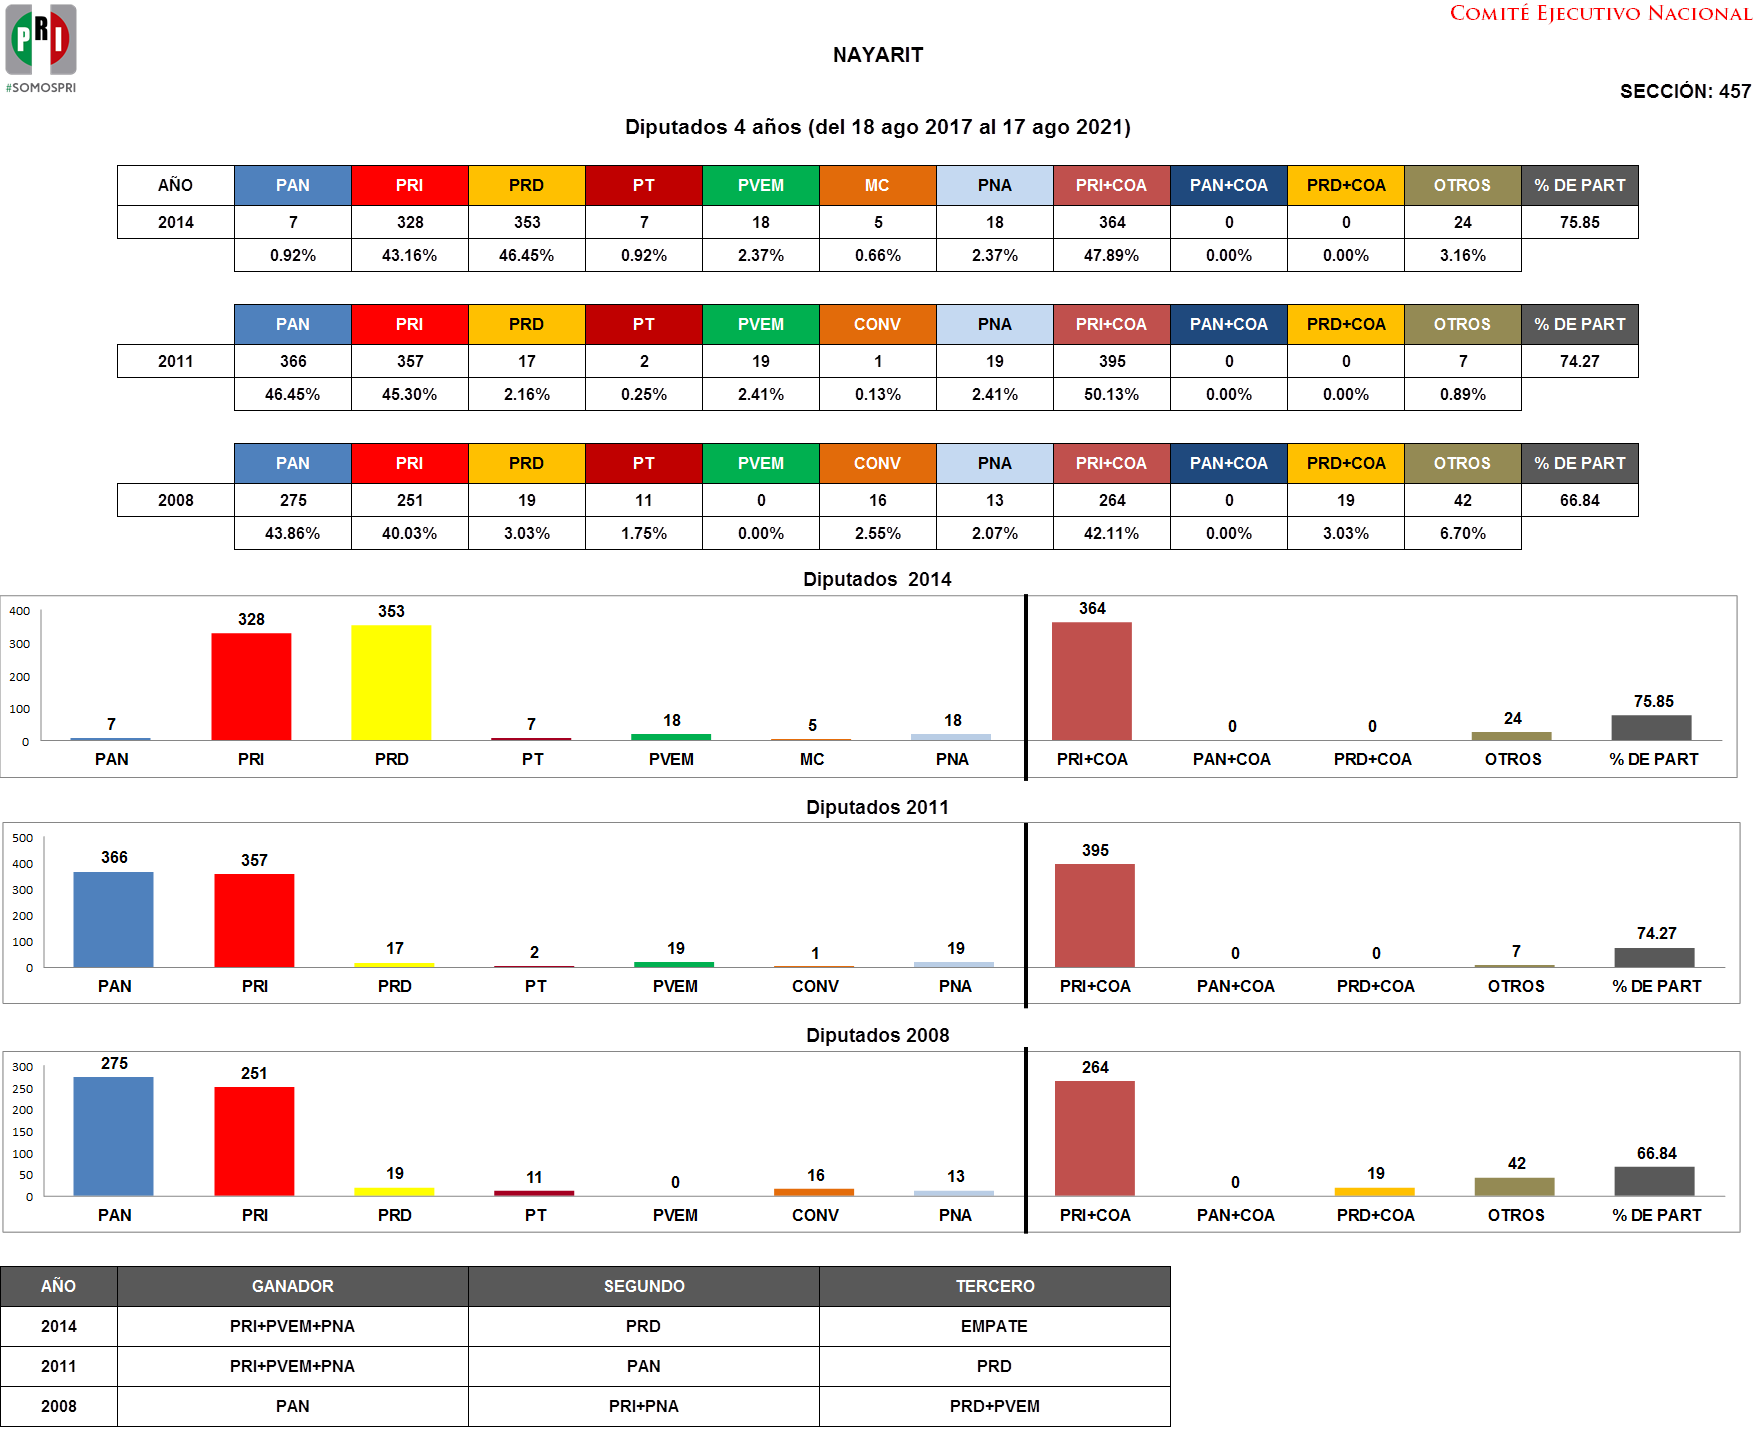 PRI
#SOMOSPRI
COMITÉ EJECUTIVO NACIONAL
NAYARIT
SECCIÓN: 457
Diputados 4 años (del 18 ago 2017 al 17 ago 2021)
AÑO PAN PRI PRD PT PVEM MC PNA PRI+COA PAN+COA PRD+COA OTROS % DE PART
2014 7 328 353 7 18 5 18 364 0 0 24 75.85
0.92% 43.16% 46.45% 0.92% 2.37% 0.66% 2.37% 47.89% 0.00% 0.00% 3.16%
PAN PRI PRD PT PVEM CONV PNA PRI+COA PAN+COA PRD+COA OTROS % DE PART
2011 366 357 17 2 19 1 19 395 0 0 7 74.27
46.45% 45.30% 2.16% 0.25% 2.41% 0.13% 2.41% 50.13% 0.00% 0.00% 0.89%
PAN PRI PRD PT PVEM CONV PNA PRI+COA PAN+COA PRD+COA OTROS % DE PART
2008 275 251 19 11 0 16 13 264 0 19 42 66.84
43.86% 40.03% 3.03% 1.75% 0.00% 2.55% 2.07% 42.11% 0.00% 3.03% 6.70%
Diputados 2014
400
300
200
100
0
7 328 353 7 18 5 18 364 0 0 24 75.85
PAN PRI PRD PT PVEM MC PNA PRI+COA PAN+COA PRD+COA OTROS % DE PART
Diputados 2011
500
400
300
200
100
0
366 357 17 2 19 1 19 395 0 0 7 74.27
PAN PRI PRD PT PVEM CONV PNA PRI+COA PAN+COA PRD+COA OTROS % DE PART
Diputados 2008
300
250
200
150
100
50
0
275 251 19 11 0 16 13 264 0 19 42 66.84
PAN PRI PRD PT PVEM CONV PNA PRI+COA PAN+COA PRD+COA OTROS % DE PART
AÑO GANADOR SEGUNDO TERCERO
2014 PRI+PVEM+PNA PRD EMPATE
2011 PRI+PVEM+PNA PAN PRD
2008 PAN PRI+PNA PRD+PVEM